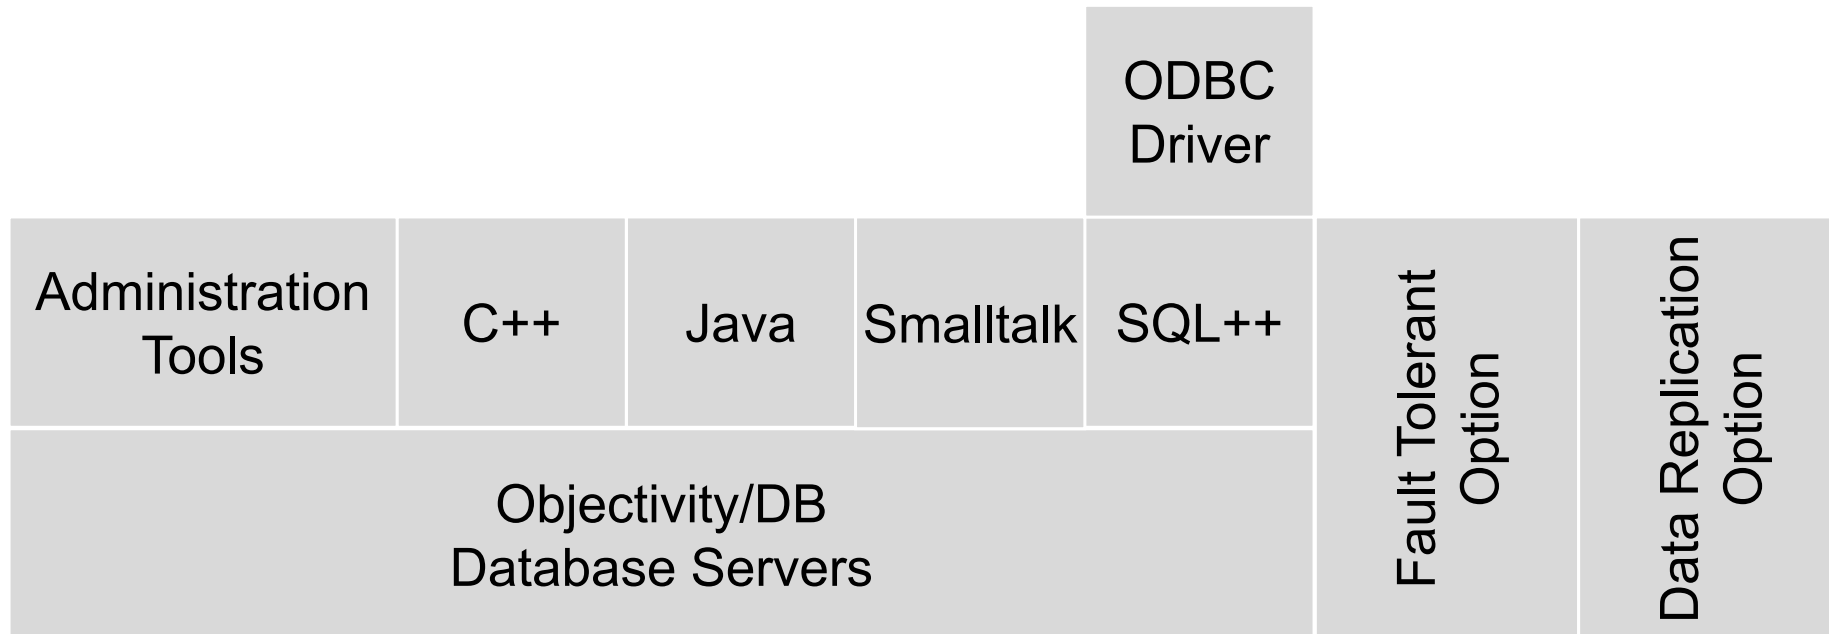 ODBC
Driver
Administration
Tools
C++
Java
Smalltalk
SQL++
Fault Tolerant
Option
Data Replication
Option
Objectivity/DB
Database Servers